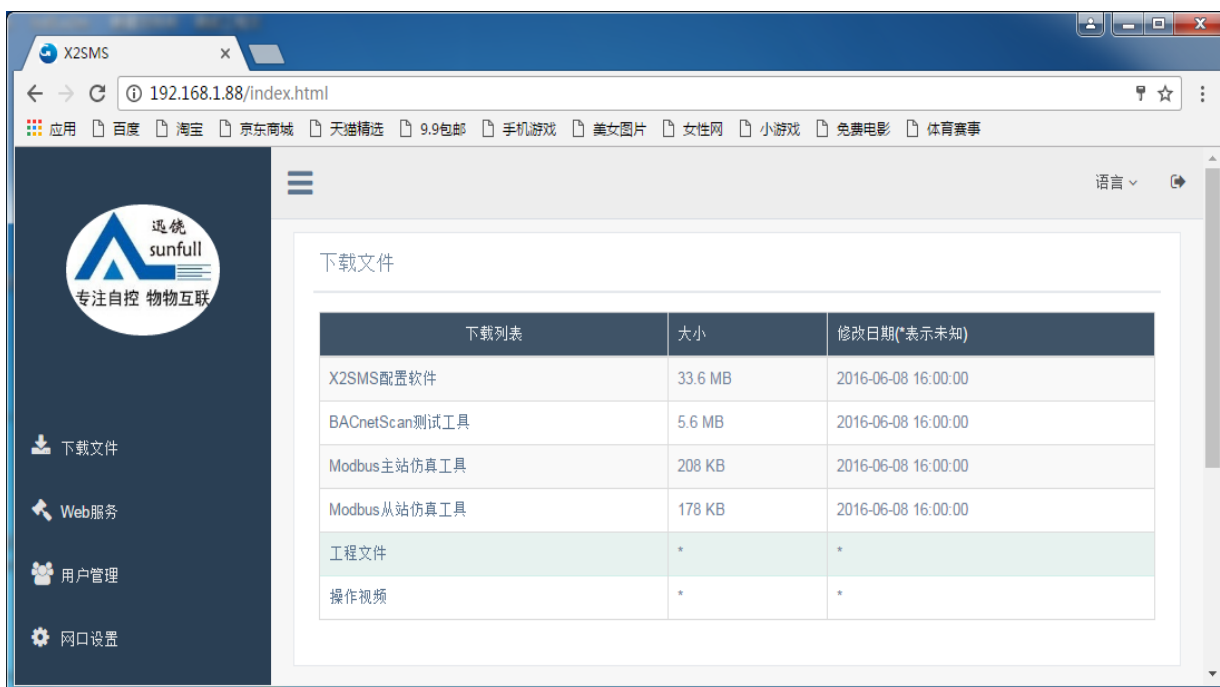 X2SMS
192.168.1.88/index.html
应用 百度 淘宝 京东商城 天猫精选 9.9包邮 手机游戏 美女图片 女性网 小游戏 免费电影 体育赛事
语言
迅饶
sunfull
专注自控 物物互联
下载文件
Web服务
用户管理
网口设置
下载文件
下载列表 大小 修改日期(*表示未知)
X2SMS配置软件 33.6 MB 2016-06-08 16:00:00
BACnetScan测试工具 5.6 MB 2016-06-08 16:00:00
Modbus主站仿真工具 208 KB 2016-06-08 16:00:00
Modbus从站仿真工具 178 KB 2016-06-08 16:00:00
工程文件 * *
操作视频 * *